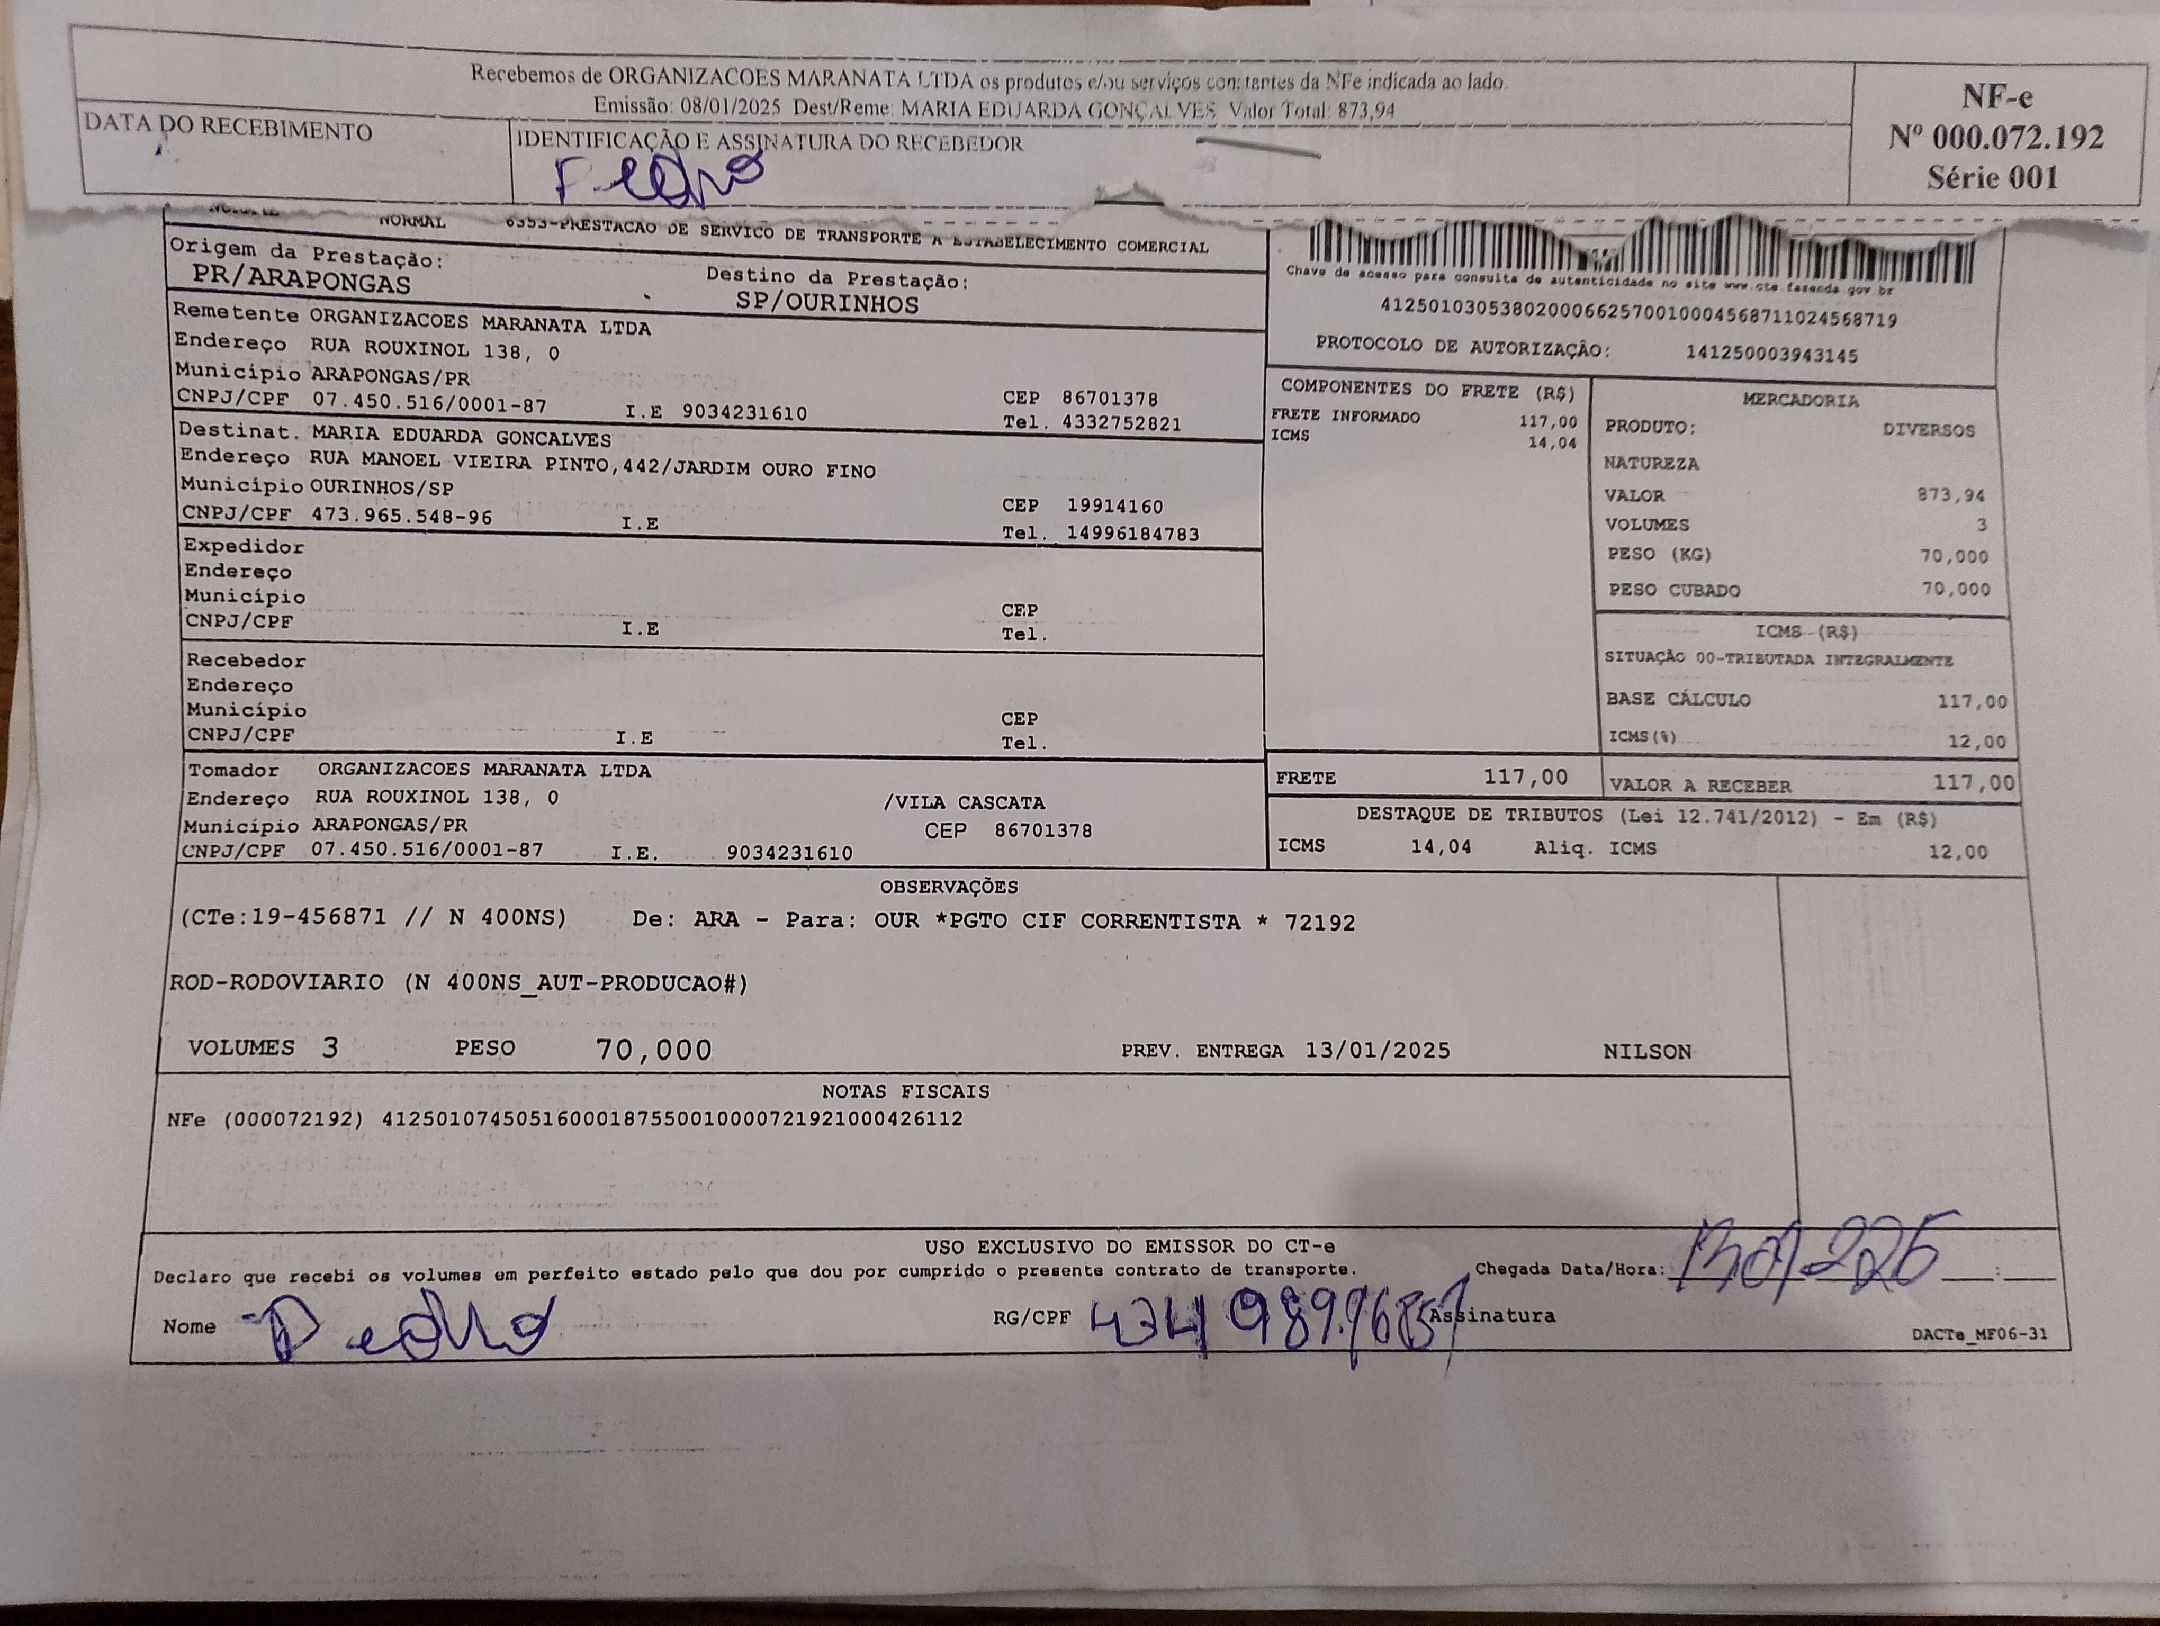 Recebemos de ORGANIZACOES MARANATA LTDA os produtos e/ou serviços constantes da NFe indicada ao lado.
Emissão: 08/01/2025 Dest/Reme: MARIA EDUARDA GONÇALVES Valor Total: 873,94
DATA DO RECEBIMENTO
IDENTIFICAÇÃO E ASSINATURA DO RECEBEDOR
Pedro
NF-e
Nº 000.072.192
Série 001
NORMAL 6353-PRESTACAO DE SERVICO DE TRANSPORTE A ESTABELECIMENTO COMERCIAL
Origem da Prestação:
PR/ARAPONGAS
Destino da Prestação:
SP/OURINHOS
Chave de acesso para consulta de autenticidade no site www.cte.fazenda.gov.br
41250103053802000662570010004568711024568719
PROTOCOLO DE AUTORIZAÇÂO: 141250003943145
Remetente ORGANIZACOES MARANATA LTDA
Endereço RUA ROUXINOL 138, 0
Município ARAPONGAS/PR
CEP 86701378
CNPJ/CPF 07.450.516/0001-87 I.E 9034231610
Tel. 4332752821
Destinat. MARIA EDUARDA GONCALVES
Endereço RUA MANOEL VIEIRA PINTO,442/JARDIM OURO FINO
Município OURINHOS/SP
CEP 19914160
CNPJ/CPF 473.965.548-96 I.E
Tel. 14996184783
Expedidor
Endereço
Município
CEP
CNPJ/CPF I.E
Tel.
Recebedor
Endereço
Município
CEP
CNPJ/CPF I.E
Tel.
Tomador ORGANIZACOES MARANATA LTDA
Endereço RUA ROUXINOL 138, 0 /VILA CASCATA
Município ARAPONGAS/PR CEP 86701378
CNPJ/CPF 07.450.516/0001-87 I.E. 9034231610
COMPONENTES DO FRETE (R$)
FRETE INFORMADO 117,00
ICMS 14,04
MERCADORIA
PRODUTO: DIVERSOS
NATUREZA
VALOR 873,94
VOLUMES 3
PESO (KG) 70,000
PESO CUBADO 70,000
ICMS (R$)
SITUAÇÃO 00-TRIBUTADA INTEGRALMENTE
BASE CÁLCULO 117,00
ICMS(%) 12,00
FRETE 117,00
VALOR A RECEBER 117,00
DESTAQUE DE TRIBUTOS (Lei 12.741/2012) - Em (R$)
ICMS 14,04 Aliq. ICMS 12,00
OBSERVAÇÕES
(CTe:19-456871 // N 400NS) De: ARA - Para: OUR *PGTO CIF CORRENTISTA * 72192
ROD-RODOVIARIO (N 400NS_AUT-PRODUCAO#)
VOLUMES 3 PESO 70,000 PREV. ENTREGA 13/01/2025 NILSON
NOTAS FISCAIS
NFe (000072192) 41250107450516000187550010000721921000426112
USO EXCLUSIVO DO EMISSOR DO CT-e
Declaro que recebi os volumes em perfeito estado pelo que dou por cumprido o presente contrato de transporte.
Chegada Data/Hora:
Nome Pedro
RG/CPF
Assinatura
DACTe_MF06-31